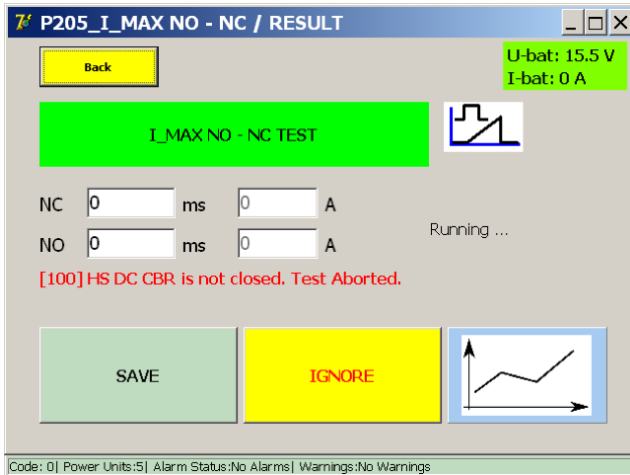 P205_I_MAX NO - NC / RESULT
Back
U-bat: 15.5 V
I-bat: 0 A
I_MAX NO - NC TEST
NC 0 ms 0 A
NO 0 ms 0 A
Running ...
[100] HS DC CBR is not closed. Test Aborted.
SAVE
IGNORE
Code: 0| Power Units:5| Alarm Status:No Alarms| Warnings:No Warnings